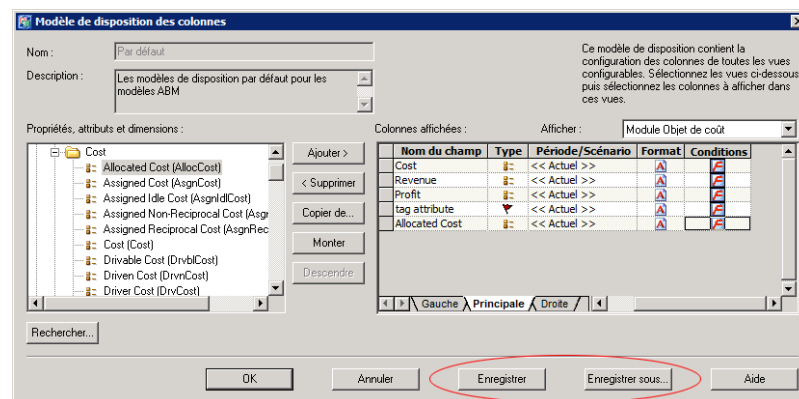 Modèle de disposition des colonnes
Nom :
Par défaut
Description :
Les modèles de disposition par défaut pour les
modèles ABM
Ce modèle de disposition contient la
configuration des colonnes de toutes les vues
configurables. Sélectionnez les vues ci-dessous
puis sélectionnez les colonnes à afficher dans
ces vues.
Propriétés, attributs et dimensions :
Colonnes affichées :
Afficher :
Module Objet de coût
Cost
Allocated Cost (AllocCost)
Assigned Cost (AsgnCost)
Assigned Idle Cost (AsgnIdlCost)
Assigned Non-Reciprocal Cost (Asgr
Assigned Reciprocal Cost (AsgnRec
Cost (Cost)
Drivable Cost (DrvblCost)
Driven Cost (DrvnCost)
Driver Cost (DrvCost)
Ajouter >
< Supprimer
Copier de...
Monter
Descendre
Nom du champ Type Période/Scénario Format Conditions
Cost << Actuel >> A
Revenue << Actuel >> A
Profit << Actuel >> A
tag attribute << Actuel >> A
Allocated Cost << Actuel >> A
Gauche Principale Droite
Rechercher...
OK
Annuler
Enregistrer
Enregistrer sous...
Aide